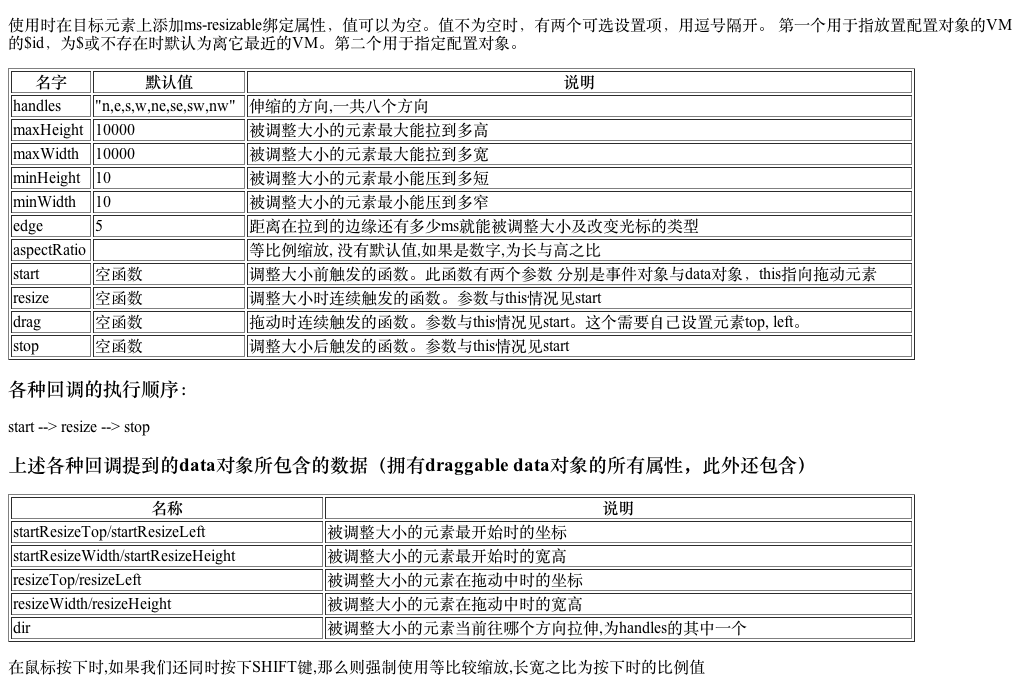 使用时在目标元素上添加ms-resizable绑定属性，值可以为空。值不为空时，有两个可选设置项，用逗号隔开。 第一个用于指放置配置对象的VM
的$id，为$或不存在时默认为离它最近的VM。第二个用于指定配置对象。
名字 默认值 说明
handles "n,e,s,w,ne,se,sw,nw" 伸缩的方向,一共八个方向
maxHeight 10000 被调整大小的元素最大能拉到多高
maxWidth 10000 被调整大小的元素最大能拉到多宽
minHeight 10 被调整大小的元素最小能压到多短
minWidth 10 被调整大小的元素最小能压到多窄
edge 5 距离在拉到的边缘还有多少ms就能被调整大小及改变光标的类型
aspectRatio 等比例缩放, 没有默认值,如果是数字,为长与高之比
start 空函数 调整大小前触发的函数。此函数有两个参数 分别是事件对象与data对象，this指向拖动元素
resize 空函数 调整大小时连续触发的函数。参数与this情况见start
drag 空函数 拖动时连续触发的函数。参数与this情况见start。这个需要自己设置元素top, left。
stop 空函数 调整大小后触发的函数。参数与this情况见start
各种回调的执行顺序：
start --> resize --> stop
上述各种回调提到的data对象所包含的数据（拥有draggable data对象的所有属性，此外还包含）
名称 说明
startResizeTop/startResizeLeft 被调整大小的元素最开始时的坐标
startResizeWidth/startResizeHeight 被调整大小的元素最开始时的宽高
resizeTop/resizeLeft 被调整大小的元素在拖动中时的坐标
resizeWidth/resizeHeight 被调整大小的元素在拖动中时的宽高
dir 被调整大小的元素当前往哪个方向拉伸,为handles的其中一个
在鼠标按下时,如果我们还同时按下SHIFT键,那么则强制使用等比较缩放,长宽之比为按下时的比例值